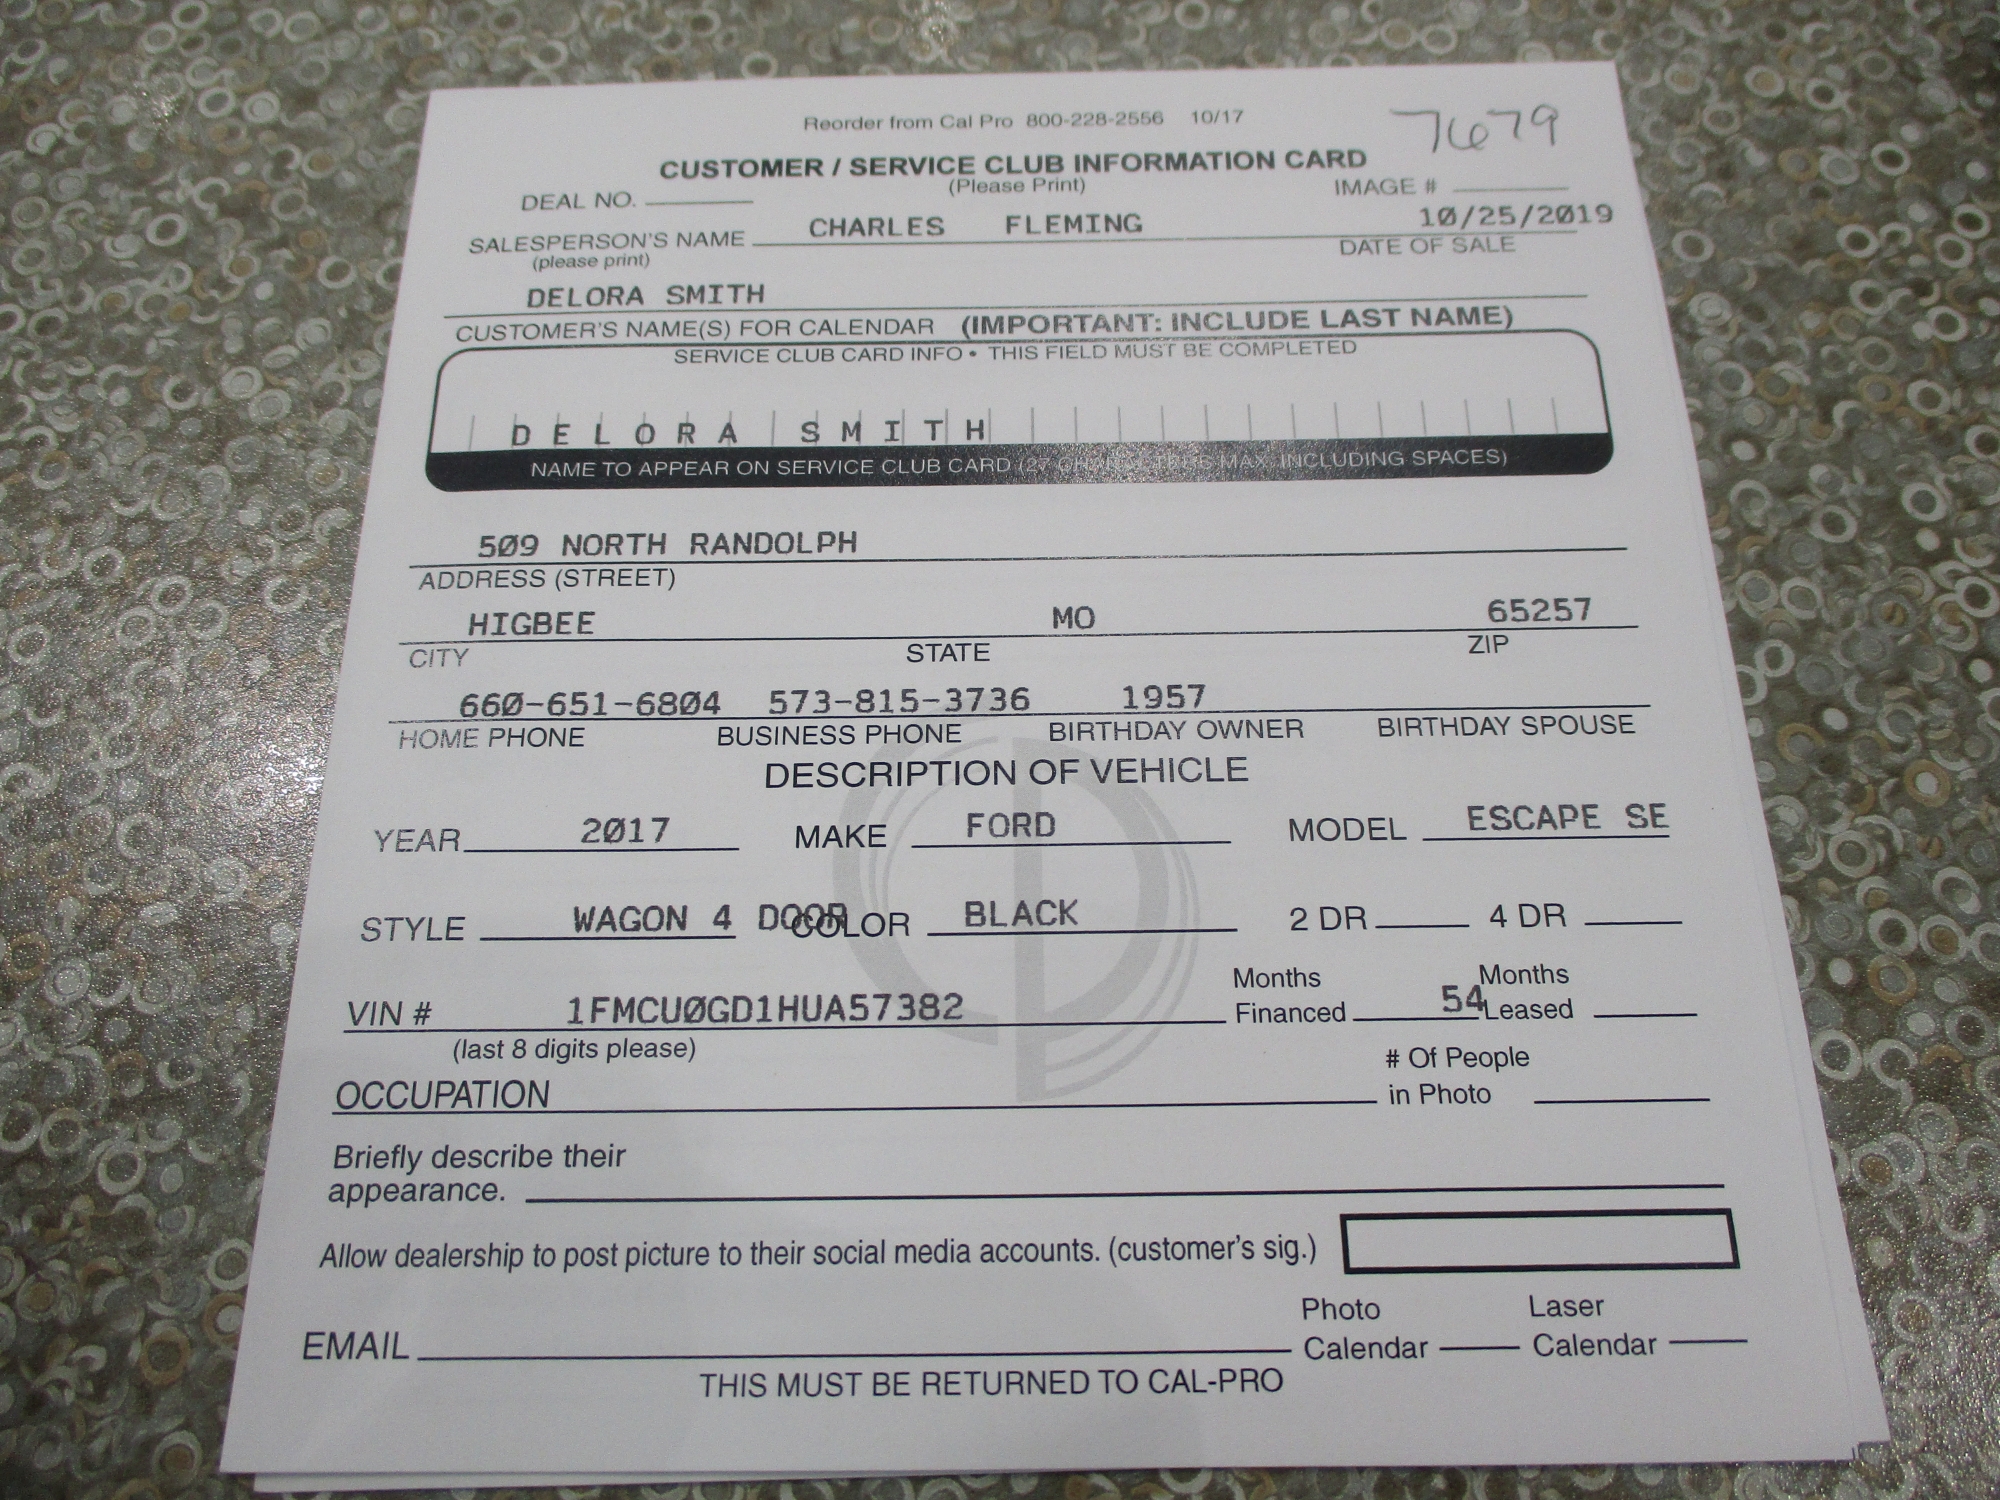 Reorder from Cal Pro 800-228-2556 10/17
7679
CUSTOMER / SERVICE CLUB INFORMATION CARD
(Please Print)
DEAL NO. IMAGE #
SALESPERSON'S NAME CHARLES FLEMING 10/25/2019
(please print) DATE OF SALE
DELORA SMITH
CUSTOMER'S NAME(S) FOR CALENDAR (IMPORTANT: INCLUDE LAST NAME)
SERVICE CLUB CARD INFO • THIS FIELD MUST BE COMPLETED
DELORA SMITH
NAME TO APPEAR ON SERVICE CLUB CARD (27 CHARACTERS MAX. INCLUDING SPACES)
509 NORTH RANDOLPH
ADDRESS (STREET)
HIGBEE MO 65257
CITY STATE ZIP
660-651-6804 573-815-3736 1957
HOME PHONE BUSINESS PHONE BIRTHDAY OWNER BIRTHDAY SPOUSE
DESCRIPTION OF VEHICLE
YEAR 2017 MAKE FORD MODEL ESCAPE SE
STYLE WAGON 4 DOOR COLOR BLACK 2 DR 4 DR
VIN # 1FMCU0GD1HUA57382 Months Financed 54 Months Leased
(last 8 digits please)
OCCUPATION # Of People in Photo
Briefly describe their
appearance.
Allow dealership to post picture to their social media accounts. (customer's sig.)
EMAIL Photo Calendar Laser Calendar
THIS MUST BE RETURNED TO CAL-PRO